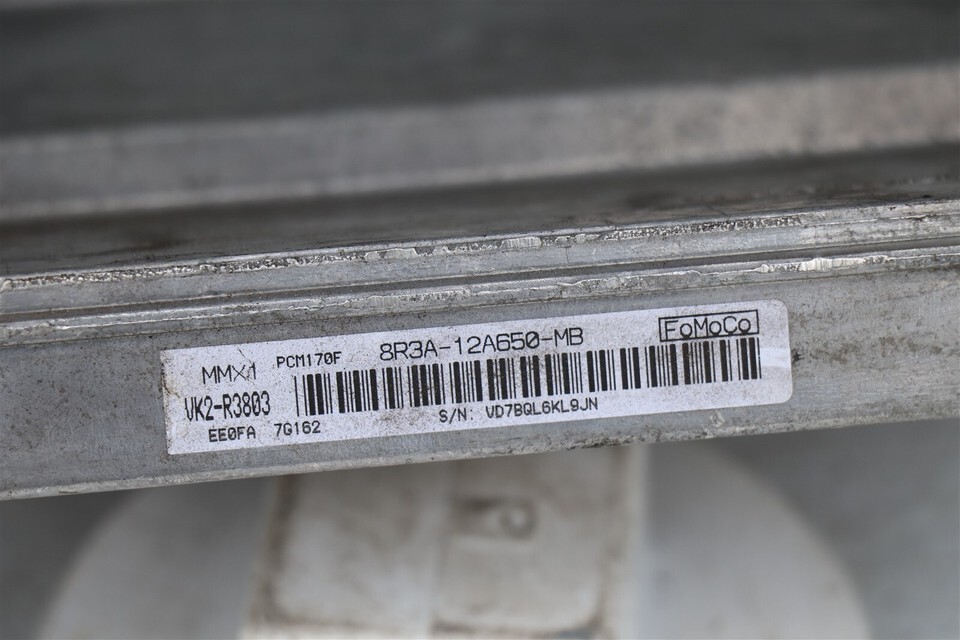 MMX1 PCM170F 8R3A-12A650-MB FoMoCo
VK2-R3803
EE0FA 7G162 S/N: VD7BQL6KL9JN